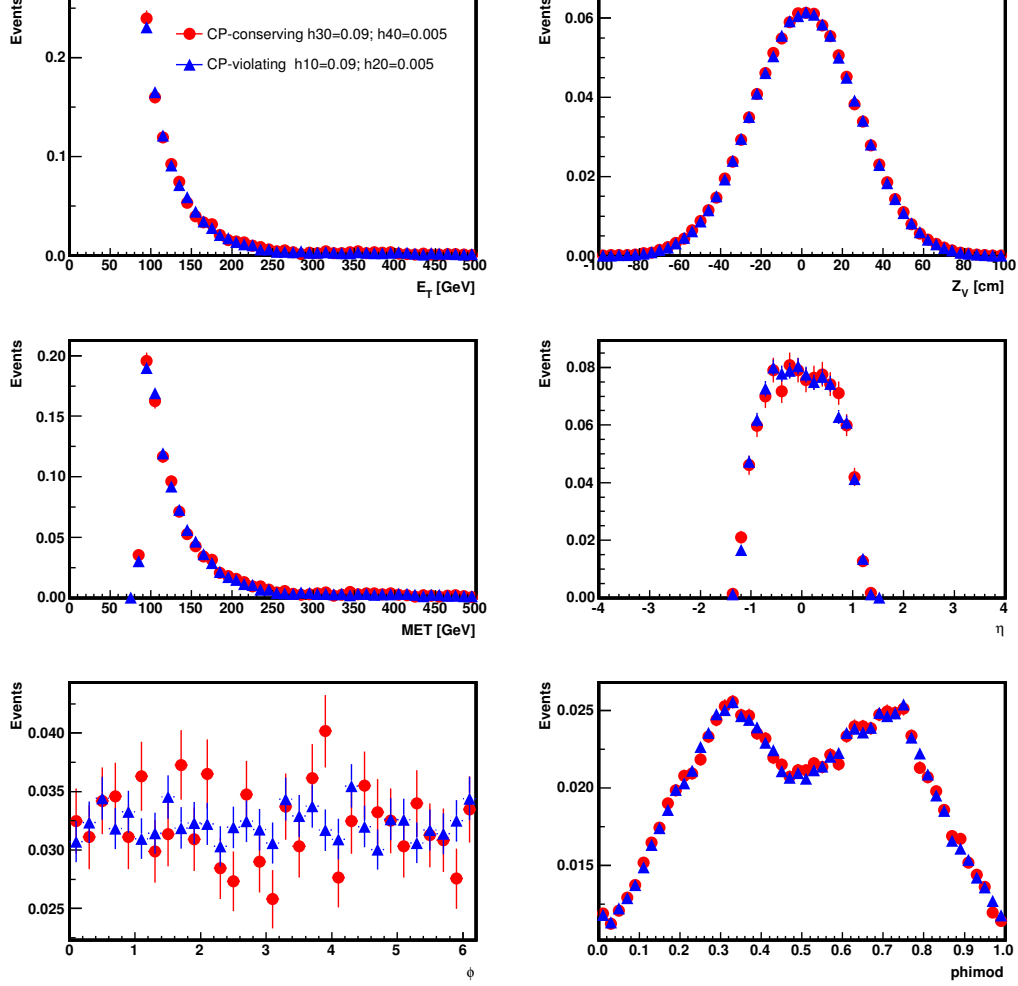 Events
0.2
0.1
0.0
CP-conserving h30=0.09; h40=0.005
CP-violating h10=0.09; h20=0.005
0 50 100 150 200 250 300 350 400 450 500
E_T [GeV]
Events
0.06
0.04
0.02
0.00
-100 -80 -60 -40 -20 0 20 40 60 80 100
Z_V [cm]
Events
0.20
0.15
0.10
0.05
0.00
0 50 100 150 200 250 300 350 400 450 500
MET [GeV]
Events
0.08
0.06
0.04
0.02
0.00
-4 -3 -2 -1 0 1 2 3 4
η
Events
0.040
0.035
0.030
0.025
0 1 2 3 4 5 6
ϕ
Events
0.025
0.020
0.015
0.0 0.1 0.2 0.3 0.4 0.5 0.6 0.7 0.8 0.9 1.0
phimod